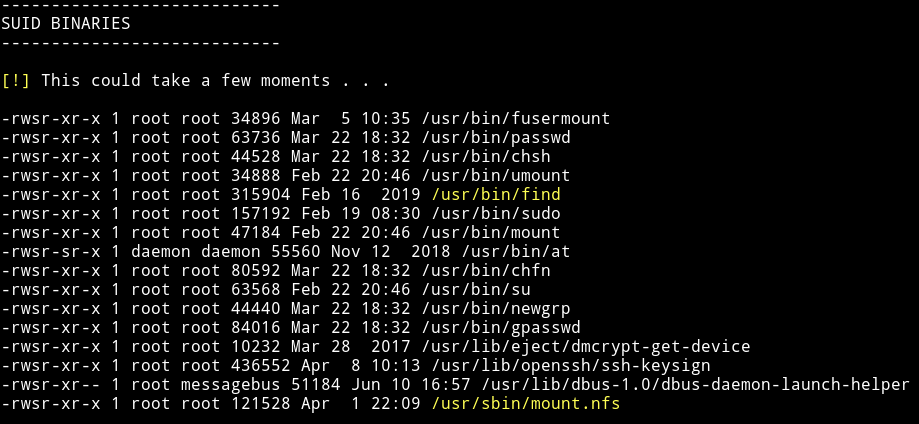 ----------------------------
SUID BINARIES
----------------------------
[!] This could take a few moments . . .
-rwsr-xr-x 1 root root 34896 Mar  5 10:35 /usr/bin/fusermount
-rwsr-xr-x 1 root root 63736 Mar 22 18:32 /usr/bin/passwd
-rwsr-xr-x 1 root root 44528 Mar 22 18:32 /usr/bin/chsh
-rwsr-xr-x 1 root root 34888 Feb 22 20:46 /usr/bin/umount
-rwsr-xr-x 1 root root 315904 Feb 16  2019 /usr/bin/find
-rwsr-xr-x 1 root root 157192 Feb 19 08:30 /usr/bin/sudo
-rwsr-xr-x 1 root root 47184 Feb 22 20:46 /usr/bin/mount
-rwsr-sr-x 1 daemon daemon 55560 Nov 12  2018 /usr/bin/at
-rwsr-xr-x 1 root root 80592 Mar 22 18:32 /usr/bin/chfn
-rwsr-xr-x 1 root root 63568 Feb 22 20:46 /usr/bin/su
-rwsr-xr-x 1 root root 44440 Mar 22 18:32 /usr/bin/newgrp
-rwsr-xr-x 1 root root 84016 Mar 22 18:32 /usr/bin/gpasswd
-rwsr-xr-x 1 root root 10232 Mar 28  2017 /usr/lib/eject/dmcrypt-get-device
-rwsr-xr-x 1 root root 436552 Apr  8 10:13 /usr/lib/openssh/ssh-keysign
-rwsr-xr-- 1 root messagebus 51184 Jun 10 16:57 /usr/lib/dbus-1.0/dbus-daemon-launch-helper
-rwsr-xr-x 1 root root 121528 Apr  1 22:09 /usr/sbin/mount.nfs